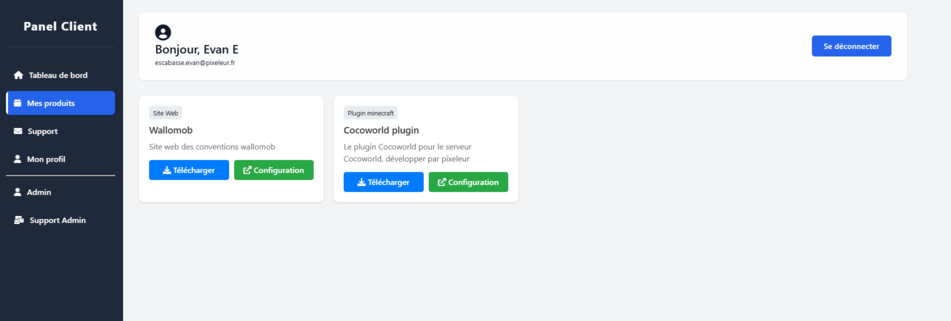 Panel Client
Tableau de bord
Mes produits
Support
Mon profil
Admin
Support Admin
Bonjour, Evan E
escabasse.evan@pixeleur.fr
Se déconnecter
Site Web
Wallomob
Site web des conventions wallomob
Télécharger
Configuration
Plugin minecraft
Cocoworld plugin
Le plugin Cocoworld pour le serveur
Cocoworld, développer par pixeleur
Télécharger
Configuration